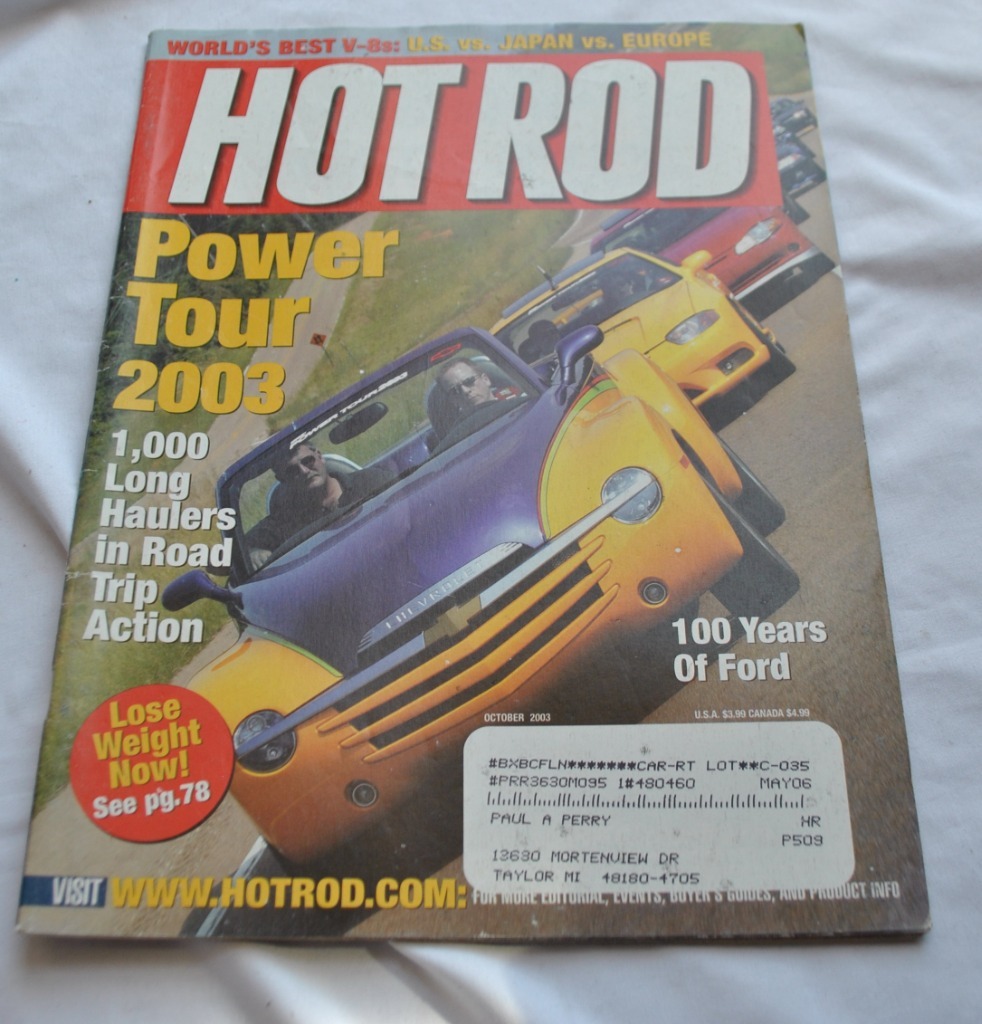 WORLD'S BEST V-8s: U.S. vs. JAPAN vs. EUROPE
HOT ROD
Power
Tour
2003
1,000
Long
Haulers
in Road
Trip
Action
POWER TOUR
CHEVROLET
100 Years
Of Ford
Lose
Weight
Now!
See pg.78
OCTOBER 2003
U.S.A. $3.99 CANADA $4.99
#BXBCFLN*******CAR-RT LOT**C-035
#PRR3630M095 1#480460 MAY06
PAUL A PERRY HR
P509
13630 MORTENVIEW DR
TAYLOR MI 48180-4705
VISIT WWW.HOTROD.COM: FOR MORE EDITORIAL, EVENTS, BUYER'S GUIDES, AND PRODUCT INFO